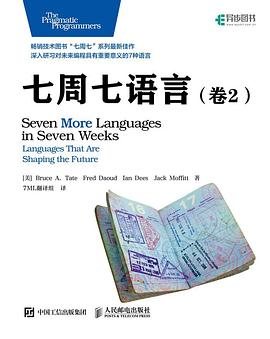 The
Pragmatic
Programmers
异步图书
畅销技术图书“七周七”系列最新佳作
深入研习对未来编程具有重要意义的7种语言
七周七语言(卷2)
Seven More Languages
in Seven Weeks
Languages That Are
Shaping the Future
[美] Bruce A. Tate Fred Daoud Ian Dees Jack Moffitt 著
7ML翻译组 译
中国工信出版集团
人民邮电出版社
POSTS & TELECOM PRESS